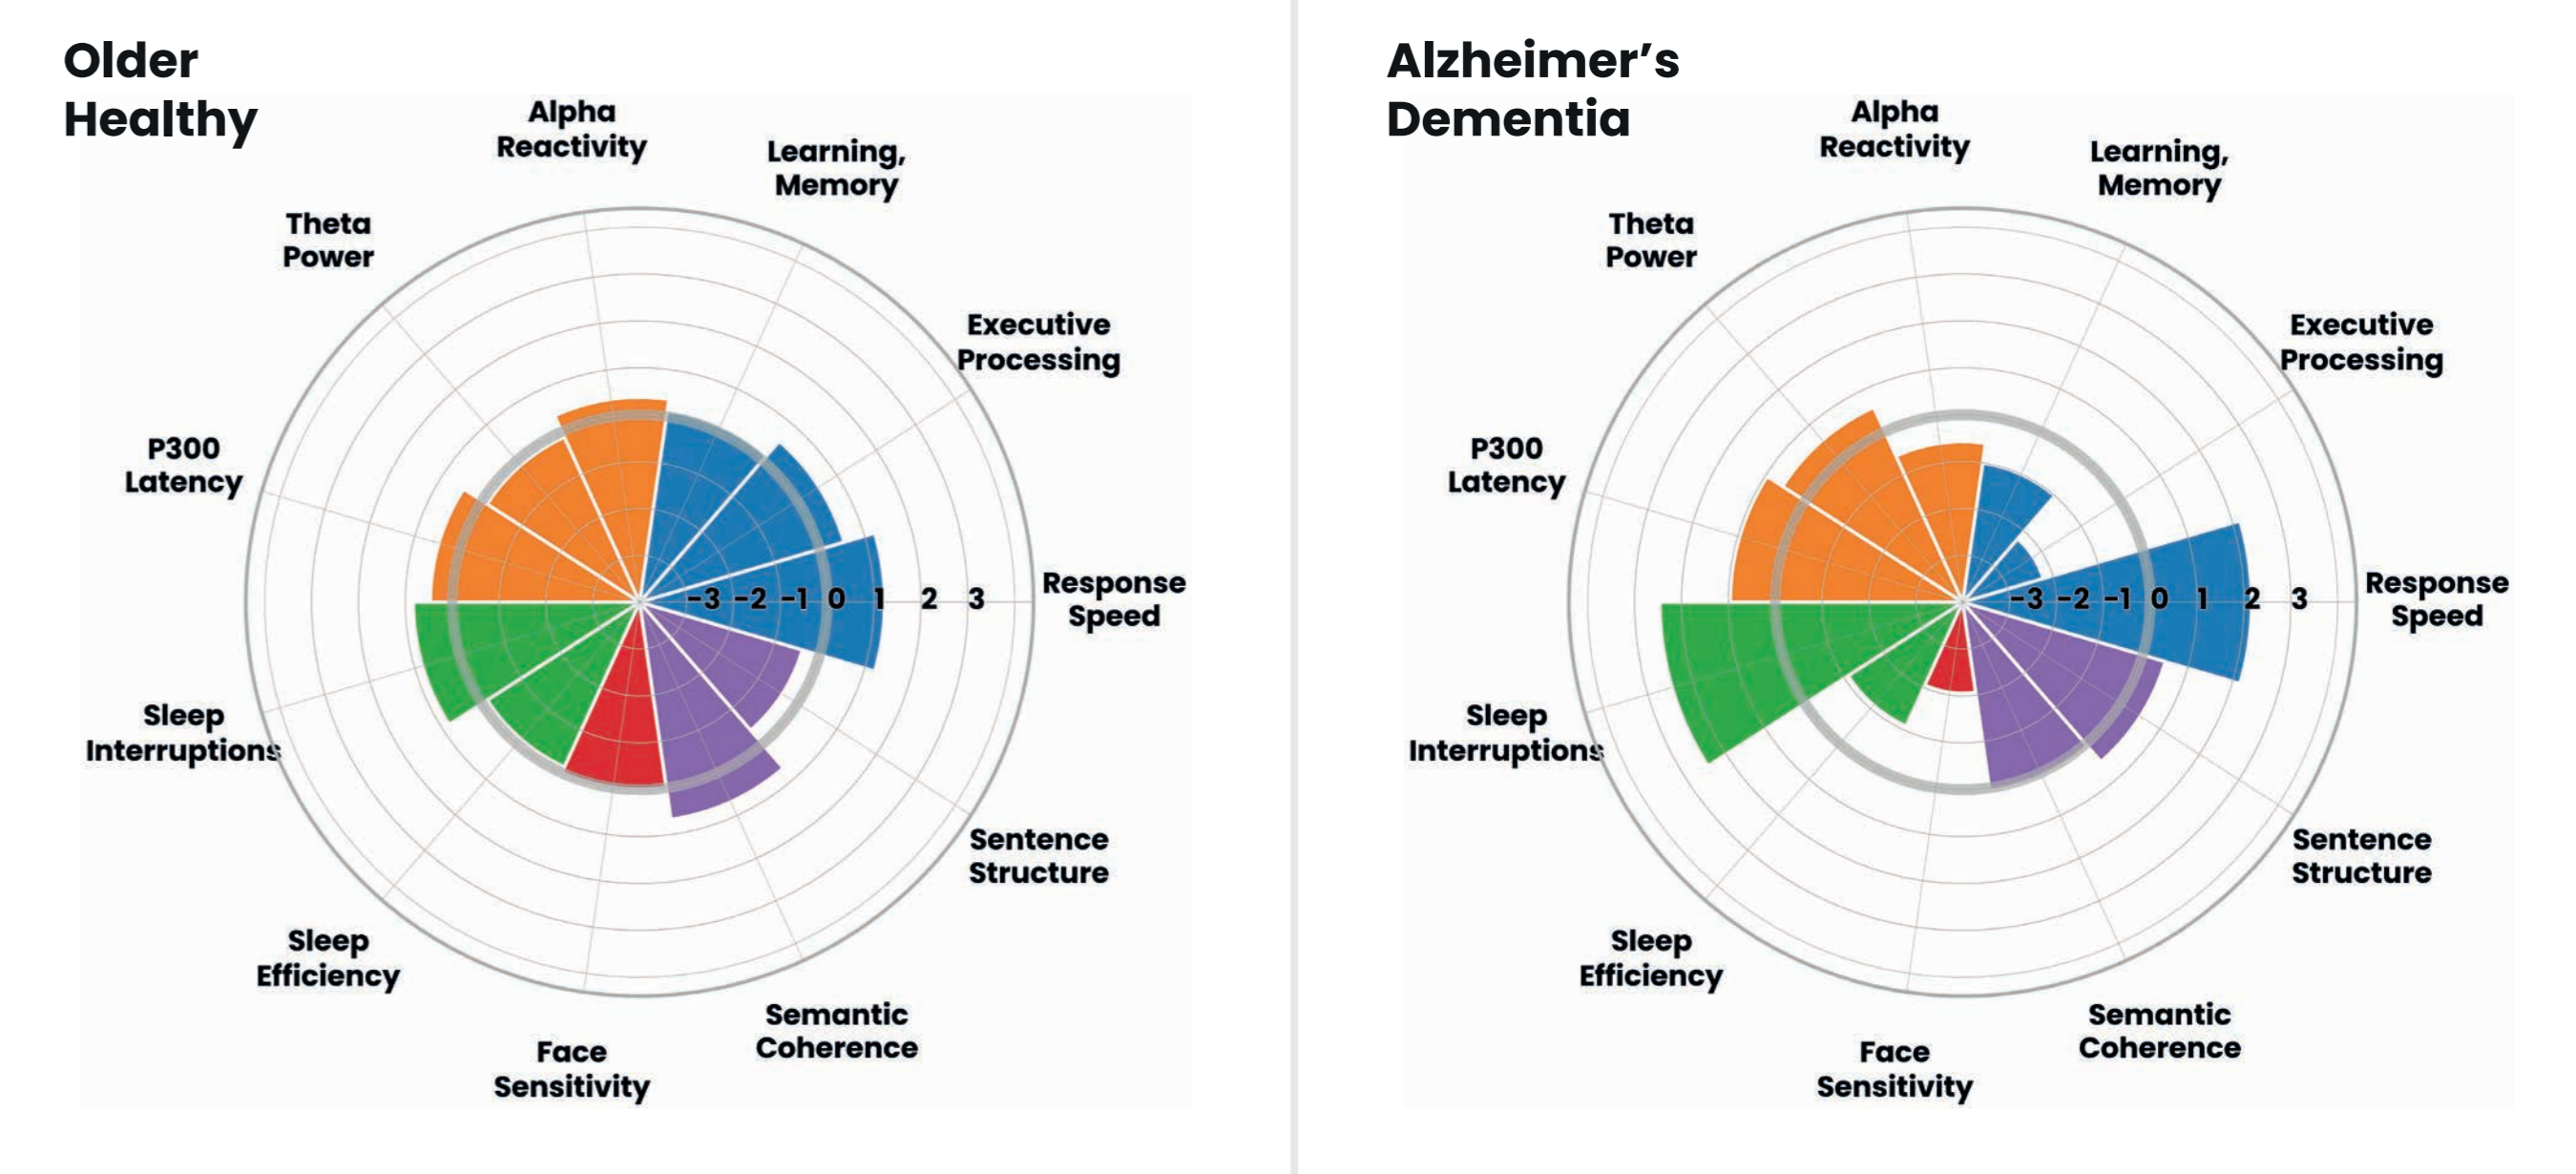 Older
Healthy
Alpha
Reactivity
Learning,
Memory
Theta
Power
Executive
Processing
P300
Latency
−3 −2 −1 0 1 2 3
Response
Speed
Sleep
Interruptions
Sentence
Structure
Sleep
Efficiency
Semantic
Coherence
Face
Sensitivity
Alzheimer’s
Dementia
Alpha
Reactivity
Learning,
Memory
Theta
Power
Executive
Processing
P300
Latency
−3 −2 −1 0 1 2 3
Response
Speed
Sleep
Interruptions
Sentence
Structure
Sleep
Efficiency
Semantic
Coherence
Face
Sensitivity